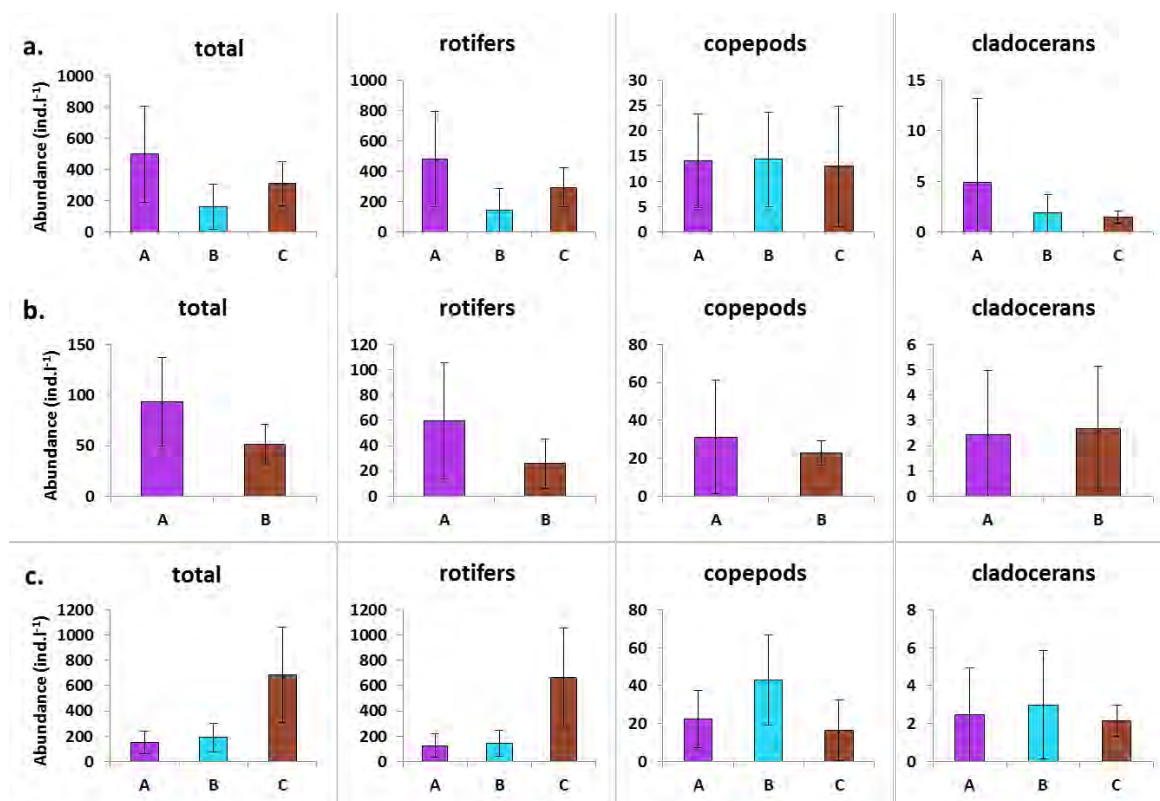 a.
total
rotifers
copepods
cladocerans
Abundance (ind.l⁻¹)
1000
800
600
400
200
0
A B C
1000
800
600
400
200
0
A B C
30
25
20
15
10
5
0
A B C
15
10
5
0
A B C
b.
total
rotifers
copepods
cladocerans
Abundance (ind.l⁻¹)
150
100
50
0
A B
120
100
80
60
40
20
0
A B
80
60
40
20
0
A B
6
5
4
3
2
1
0
A B
c.
total
rotifers
copepods
cladocerans
Abundance (ind.l⁻¹)
1200
1000
800
600
400
200
0
A B C
1200
1000
800
600
400
200
0
A B C
80
60
40
20
0
A B C
8
6
4
2
0
A B C